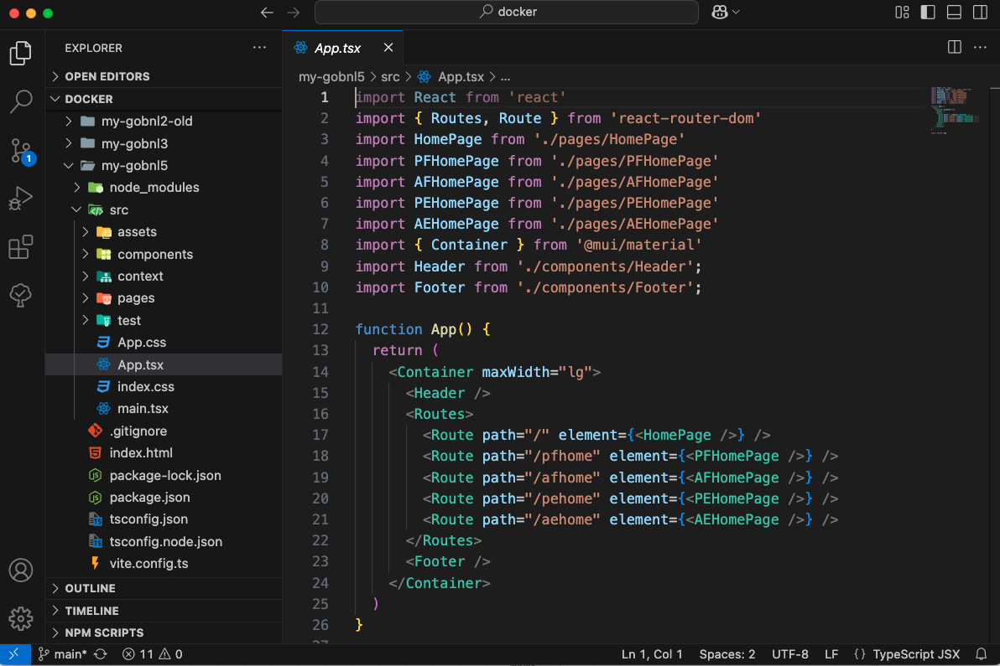 docker
EXPLORER
OPEN EDITORS
DOCKER
my-gobnl2-old
my-gobnl3
my-gobnl5
node_modules
src
assets
components
context
pages
test
App.css
App.tsx
index.css
main.tsx
.gitignore
index.html
package-lock.json
package.json
tsconfig.json
tsconfig.node.json
vite.config.ts
OUTLINE
TIMELINE
NPM SCRIPTS
1
App.tsx
my-gobnl5 > src > App.tsx > ...
1 import React from 'react'
2 import { Routes, Route } from 'react-router-dom'
3 import HomePage from './pages/HomePage'
4 import PFHomePage from './pages/PFHomePage'
5 import AFHomePage from './pages/AFHomePage'
6 import PEHomePage from './pages/PEHomePage'
7 import AEHomePage from './pages/AEHomePage'
8 import { Container } from '@mui/material'
9 import Header from './components/Header';
10 import Footer from './components/Footer';
11
12 function App() {
13 return (
14 <Container maxWidth="lg">
15 <Header />
16 <Routes>
17 <Route path="/" element={<HomePage />} />
18 <Route path="/pfhome" element={<PFHomePage />} />
19 <Route path="/afhome" element={<AFHomePage />} />
20 <Route path="/pehome" element={<PEHomePage />} />
21 <Route path="/aehome" element={<AEHomePage />} />
22 </Routes>
23 <Footer />
24 </Container>
25 )
26 }
main* 11 0 Ln 1, Col 1 Spaces: 2 UTF-8 LF {} TypeScript JSX